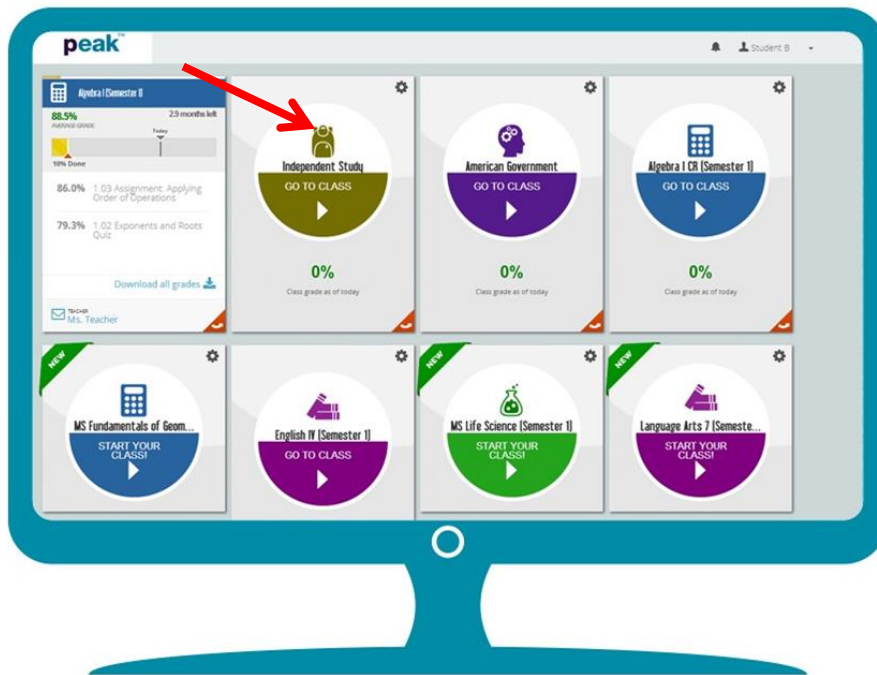 peak™
Student B
Algebra I (Semester 1)
88.5%
2.9 months left
AVERAGE GRADE
Today
10% Done
86.0% 1.03 Assignment: Applying
Order of Operations
79.3% 1.02 Exponents and Roots
Quiz
Download all grades
TEACHER
Ms. Teacher
Independent Study
GO TO CLASS
0%
Class grade as of today
American Government
GO TO CLASS
0%
Class grade as of today
Algebra I CR (Semester 1)
GO TO CLASS
0%
Class grade as of today
NEW
MS Fundamentals of Geom...
START YOUR
CLASS!
English IV (Semester 1)
GO TO CLASS
NEW
MS Life Science (Semester 1)
START YOUR
CLASS!
NEW
Language Arts 7 (Semeste...
START YOUR
CLASS!